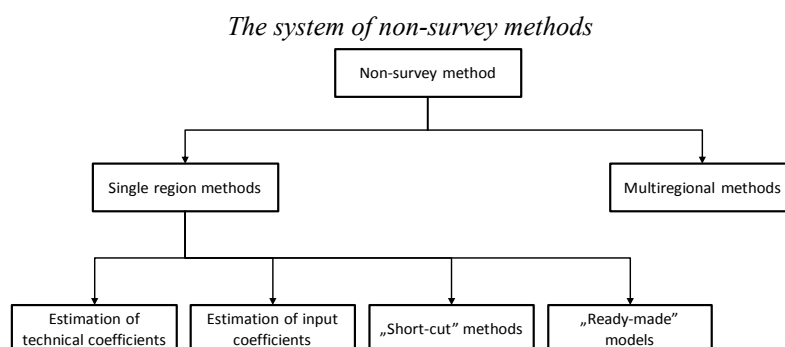 The system of non-survey methods
Non-survey method
Single region methods
Multiregional methods
Estimation of
technical coefficients
Estimation of input
coefficients
„Short-cut” methods
„Ready-made”
models